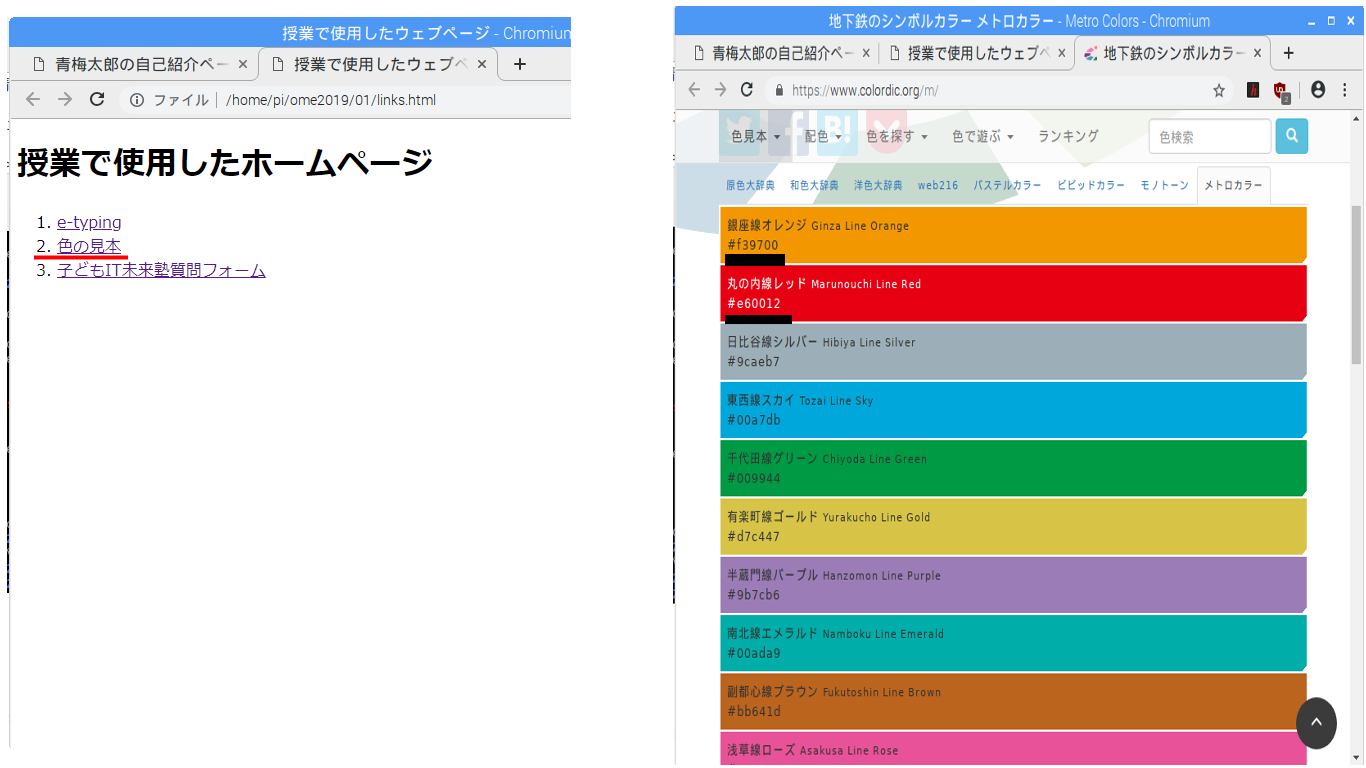 授業で使用したウェブページ - Chromium
青梅太郎の自己紹介ペー
授業で使用したウェブペ
ファイル
/home/pi/ome2019/01/links.html
授業で使用したホームページ
1. e-typing
2. 色の見本
3. 子どもIT未来塾質問フォーム
地下鉄のシンボルカラー メトロカラー - Metro Colors - Chromium
青梅太郎の自己紹介ペー
授業で使用したウェブ
地下鉄のシンボルカラー
https://www.colordic.org/m/
2
色見本
配色
色を探す
色で遊ぶ
ランキング
色検索
B!
原色大辞典 和色大辞典 洋色大辞典 web216 パステルカラー ビビッドカラー モノトーン メトロカラー
銀座線オレンジ Ginza Line Orange
#f39700
丸の内線レッド Marunouchi Line Red
#e60012
日比谷線シルバー Hibiya Line Silver
#9caeb7
東西線スカイ Tozai Line Sky
#00a7db
千代田線グリーン Chiyoda Line Green
#009944
有楽町線ゴールド Yurakucho Line Gold
#d7c447
半蔵門線パープル Hanzomon Line Purple
#9b7cb6
南北線エメラルド Namboku Line Emerald
#00ada9
副都心線ブラウン Fukutoshin Line Brown
#bb641d
浅草線ローズ Asakusa Line Rose